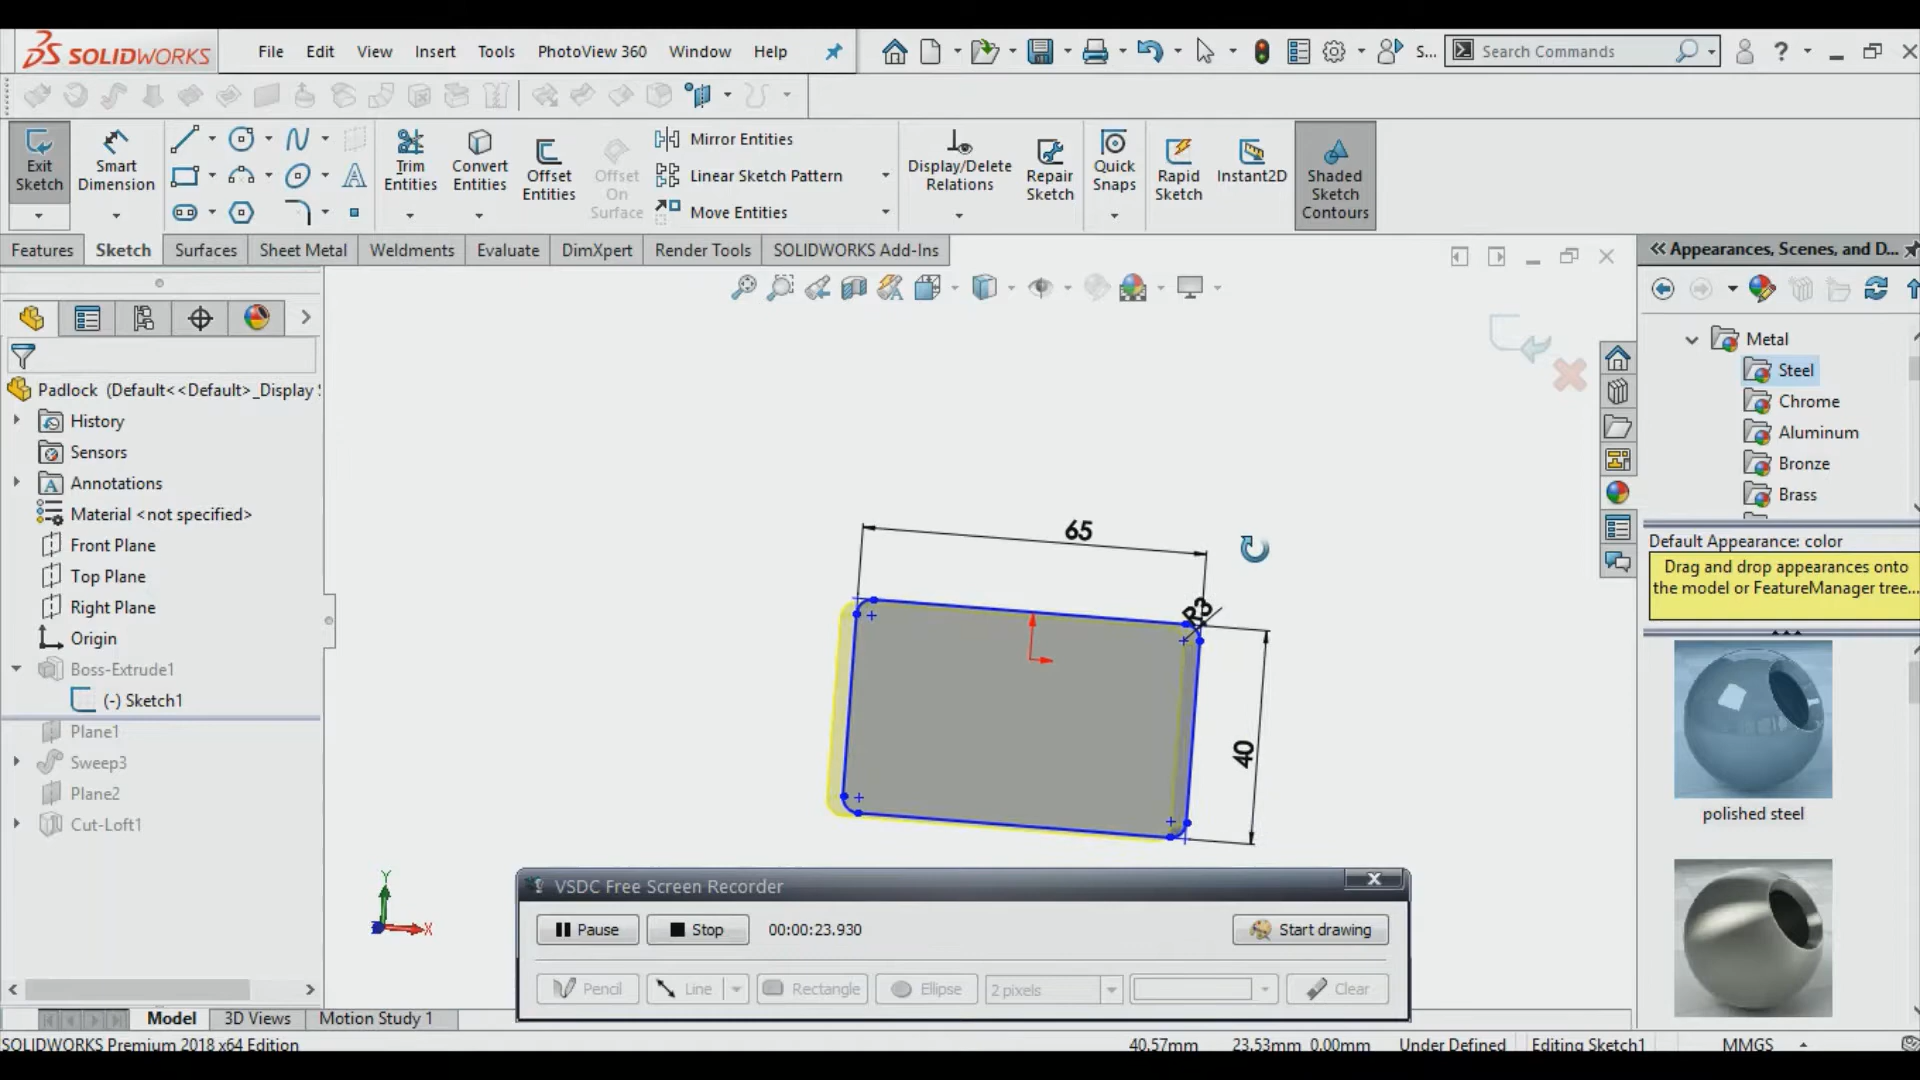 SOLIDWORKS File Edit View Insert Tools PhotoView 360 Window Help S... Search Commands ?
Exit Sketch
Smart Dimension
Trim Entities
Convert Entities
Offset Entities
Offset On Surface
Mirror Entities
Linear Sketch Pattern
Move Entities
Display/Delete Relations
Repair Sketch
Quick Snaps
Rapid Sketch
Instant2D
Shaded Sketch Contours
Features Sketch Surfaces Sheet Metal Weldments Evaluate DimXpert Render Tools SOLIDWORKS Add-Ins
Padlock (Default<<Default>_Display
History
Sensors
Annotations
Material <not specified>
Front Plane
Top Plane
Right Plane
Origin
Boss-Extrude1
(-) Sketch1
Plane1
Sweep3
Plane2
Cut-Loft1
65
R3
40
Y
X
Appearances, Scenes, and D...
Metal
Steel
Chrome
Aluminum
Bronze
Brass
Default Appearance: color
Drag and drop appearances onto
the model or FeatureManager tree...
polished steel
VSDC Free Screen Recorder
Pause Stop 00:00:23.930 Start drawing
Pencil Line Rectangle Ellipse 2 pixels Clear
Model 3D Views Motion Study 1
SOLIDWORKS Premium 2018 x64 Edition 40.57mm 23.53mm 0.00mm Under Defined Editing Sketch1 MMGS